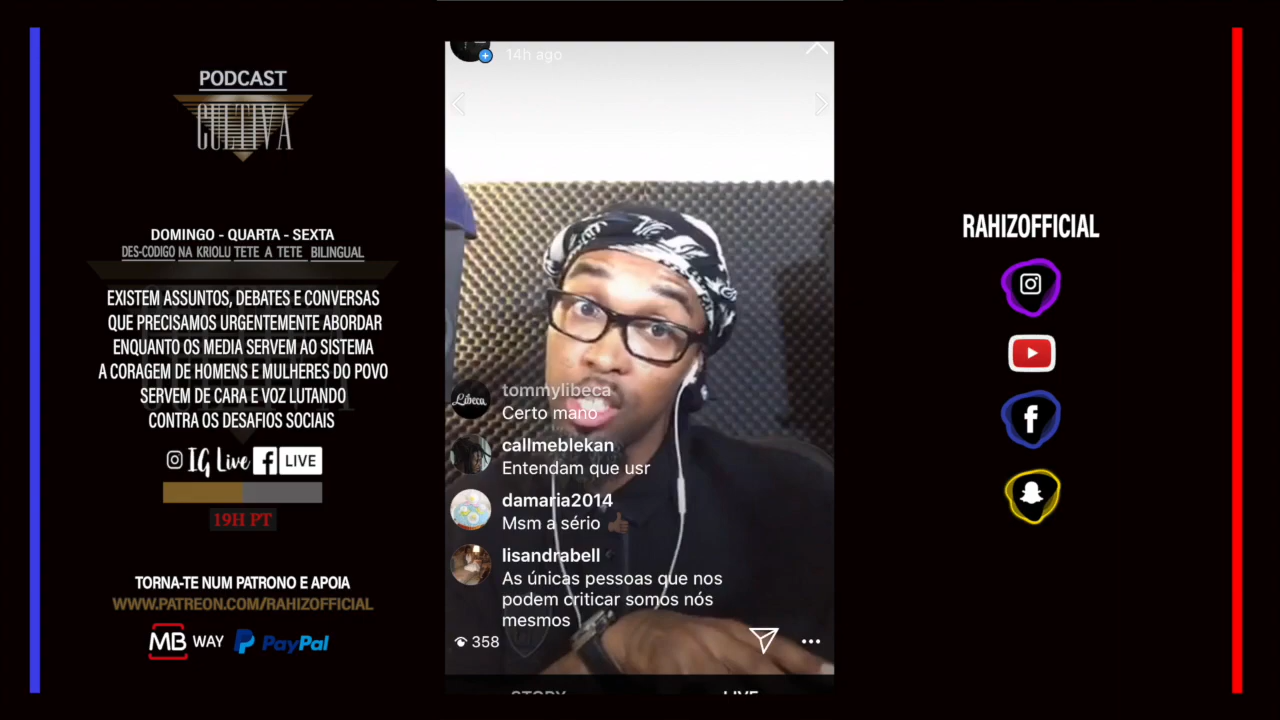 PODCAST
CULTIVA
DOMINGO - QUARTA - SEXTA
DES-CODIGO NA KRIOLU TETE A TETE BILINGUAL
EXISTEM ASSUNTOS, DEBATES E CONVERSAS
QUE PRECISAMOS URGENTEMENTE ABORDAR
ENQUANTO OS MEDIA SERVEM AO SISTEMA
A CORAGEM DE HOMENS E MULHERES DO POVO
SERVEM DE CARA E VOZ LUTANDO
CONTRA OS DESAFIOS SOCIAIS
IG Live f LIVE
19H PT
TORNA-TE NUM PATRONO E APOIA
WWW.PATREON.COM/RAHIZOFFICIAL
MB WAY PayPal
14h ago
tommylibeca
Libeca
Certo mano
callmeblekan
Entendam que usr
damaria2014
Msm a sério 👍🏾
lisandrabell
As únicas pessoas que nos
podem criticar somos nós
mesmos
358
STORY LIVE
RAHIZOFFICIAL